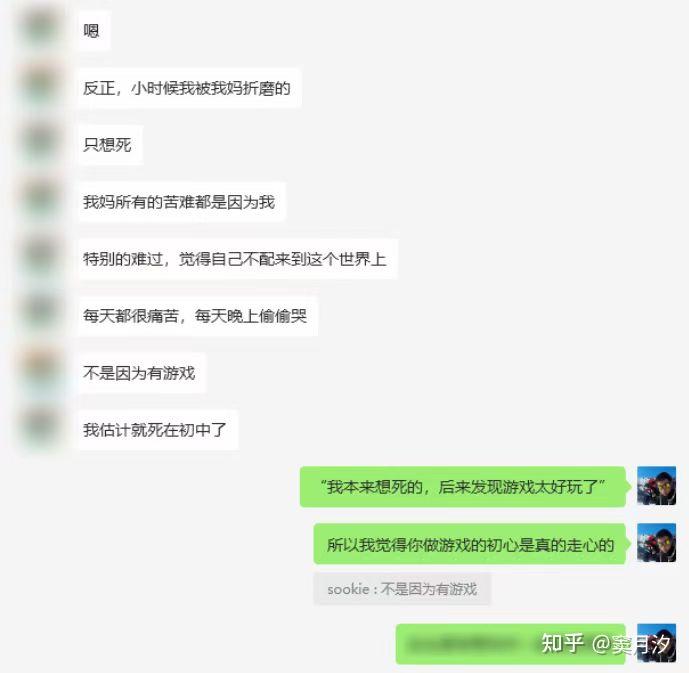 嗯
反正，小时候我被我妈折磨的
只想死
我妈所有的苦难都是因为我
特别的难过，觉得自己不配来到这个世界上
每天都很痛苦，每天晚上偷偷哭
不是因为有游戏
我估计就死在初中了
“我本来想死的，后来发现游戏太好玩了”
所以我觉得你做游戏的初心是真的走心的
sookie : 不是因为有游戏
知乎 @窦月汐